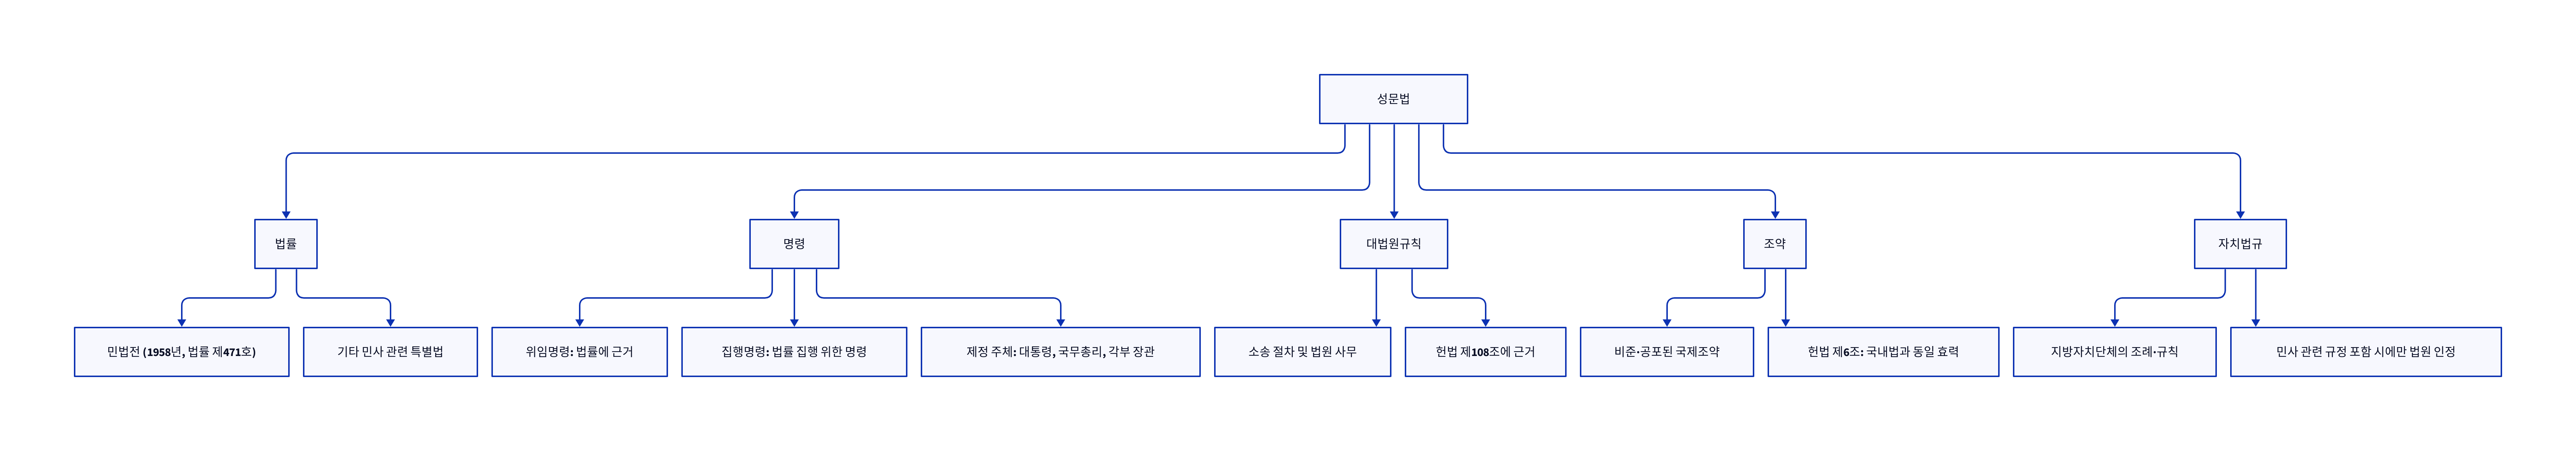 성문법
법률
명령
대법원규칙
조약
자치법규
민법전 (1958년, 법률 제471호)
기타 민사 관련 특별법
위임명령: 법률에 근거
집행명령: 법률 집행 위한 명령
제정 주체: 대통령, 국무총리, 각부 장관
소송 절차 및 법원 사무
헌법 제108조에 근거
비준·공포된 국제조약
헌법 제6조: 국내법과 동일 효력
지방자치단체의 조례·규칙
민사 관련 규정 포함 시에만 법원 인정